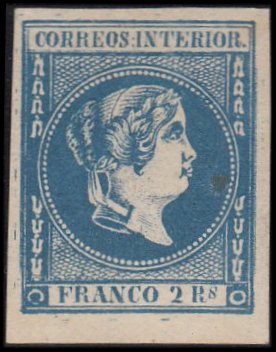 CORREOS:INTERIOR.
FRANCO 2 Rs